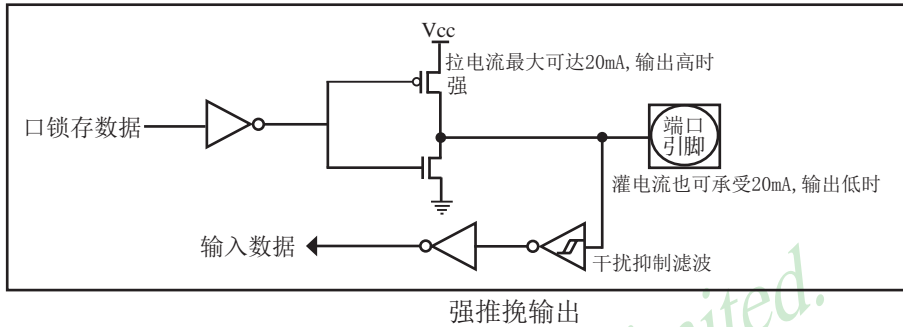 Vcc
拉电流最大可达20mA,输出高时
强
口锁存数据
端口
引脚
灌电流也可承受20mA,输出低时
输入数据
干扰抑制滤波
强推挽输出